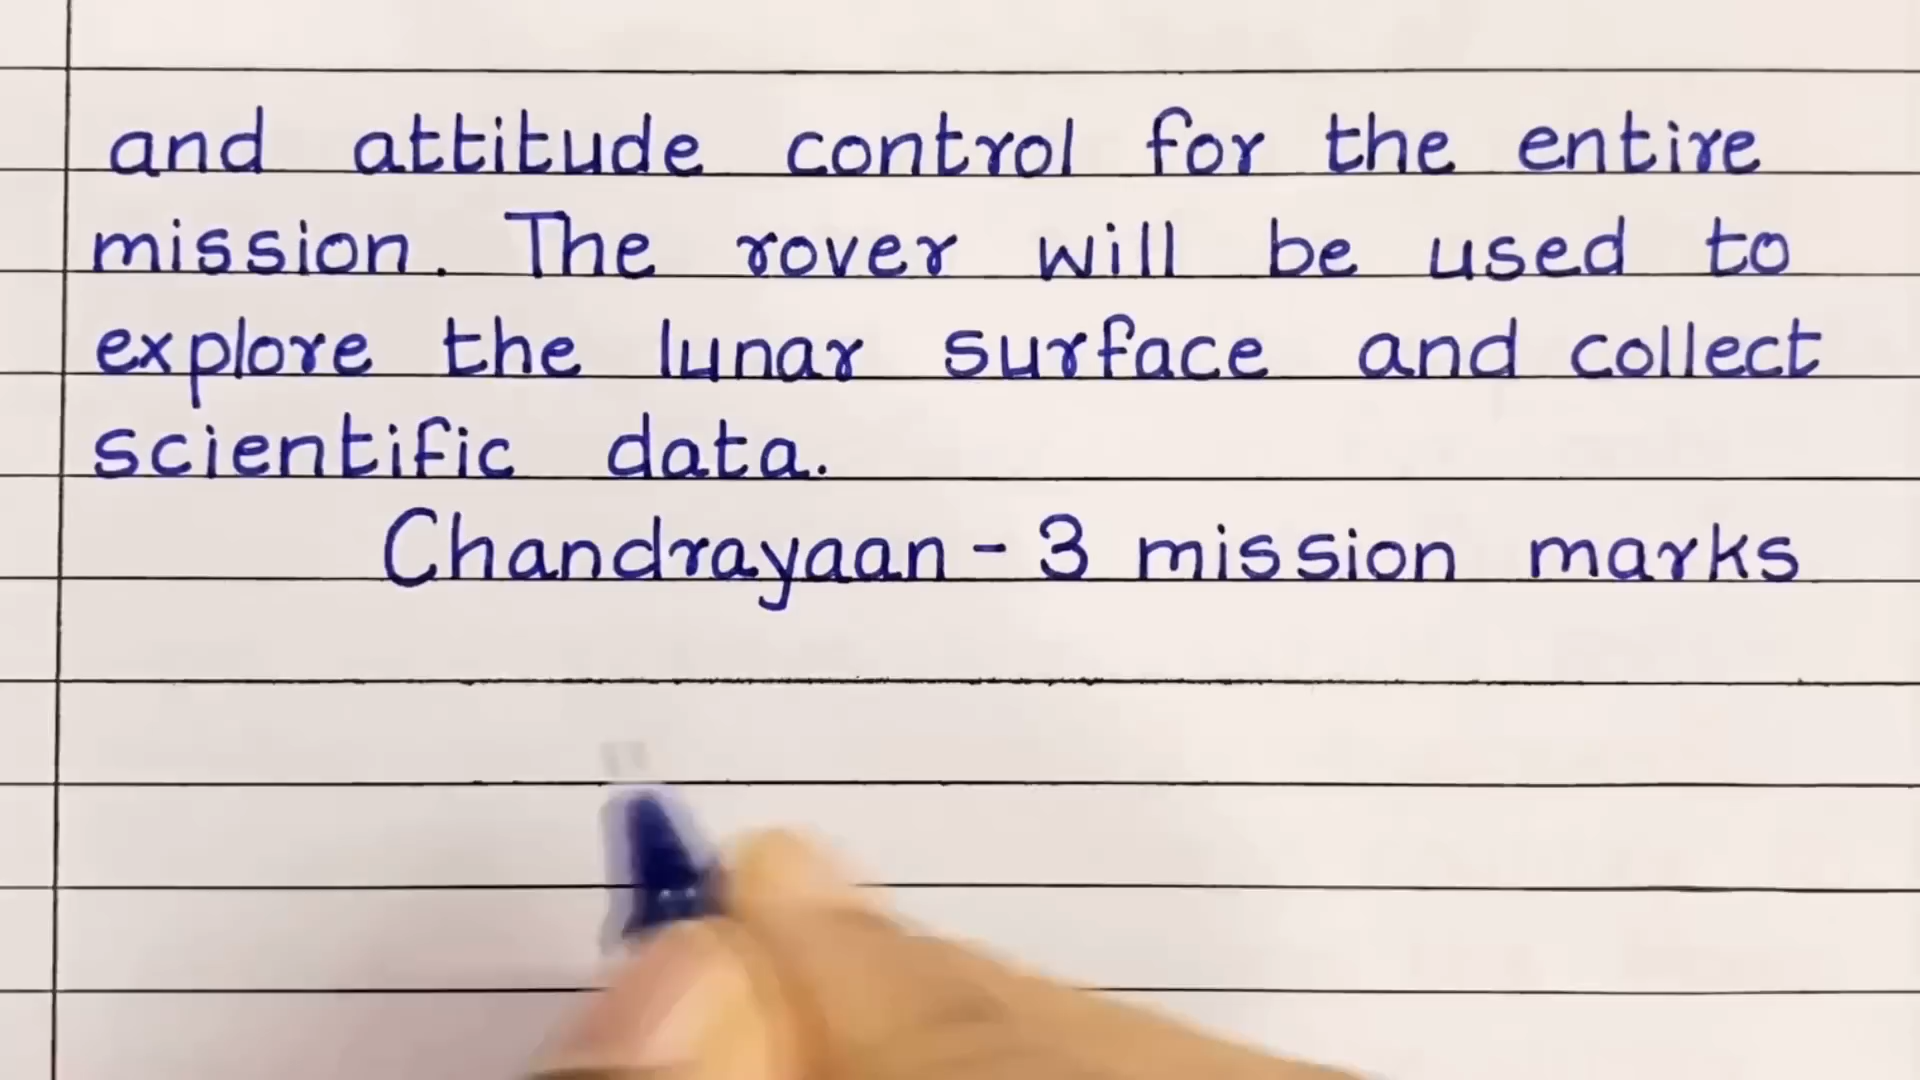 and attitude control for the entire
mission. The rover will be used to
explore the lunar surface and collect
scientific data.
Chandrayaan - 3 mission marks